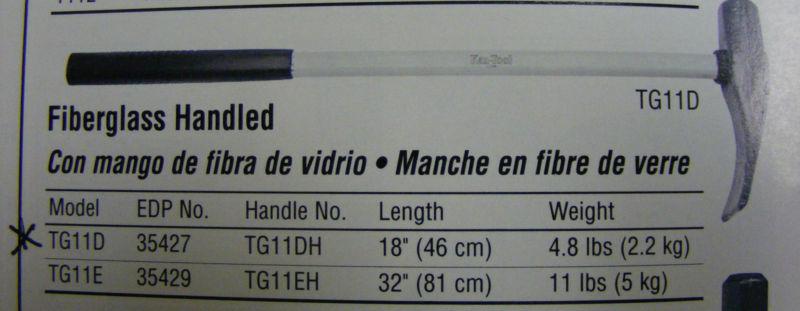 Ken-Tool
TG11D
Fiberglass Handled
Con mango de fibra de vidrio • Manche en fibre de verre
Model EDP No. Handle No. Length Weight
TG11D 35427 TG11DH 18" (46 cm) 4.8 lbs (2.2 kg)
TG11E 35429 TG11EH 32" (81 cm) 11 lbs (5 kg)